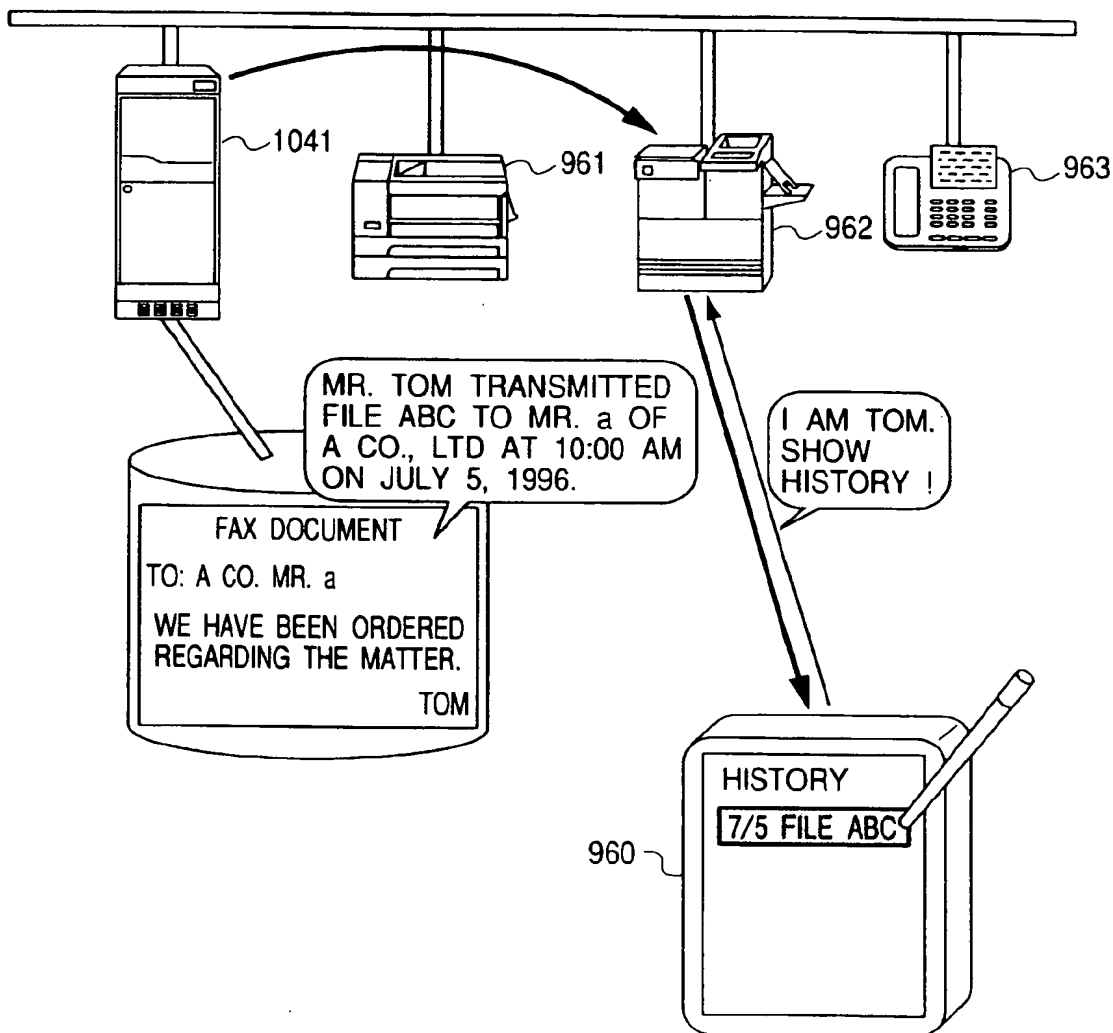 1041
961
962
963
MR. TOM TRANSMITTED
FILE ABC TO MR. a OF
A CO., LTD AT 10:00 AM
ON JULY 5, 1996.
I AM TOM.
SHOW
HISTORY !
FAX DOCUMENT
TO: A CO. MR. a
WE HAVE BEEN ORDERED
REGARDING THE MATTER.
TOM
HISTORY
7/5 FILE ABC
960